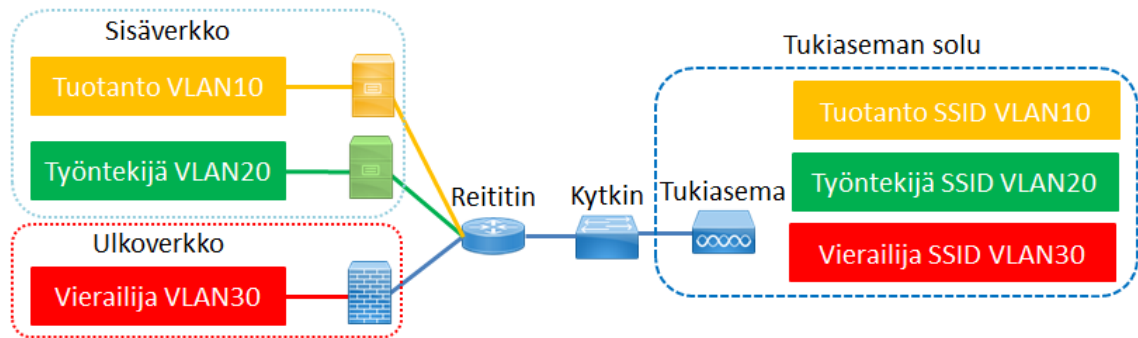 Sisäverkko
Tuotanto VLAN10
Työntekijä VLAN20
Ulkoverkko
Vierailija VLAN30
Reititin
Kytkin
Tukiaseman solu
Tukiasema
Tuotanto SSID VLAN10
Työntekijä SSID VLAN20
Vierailija SSID VLAN30